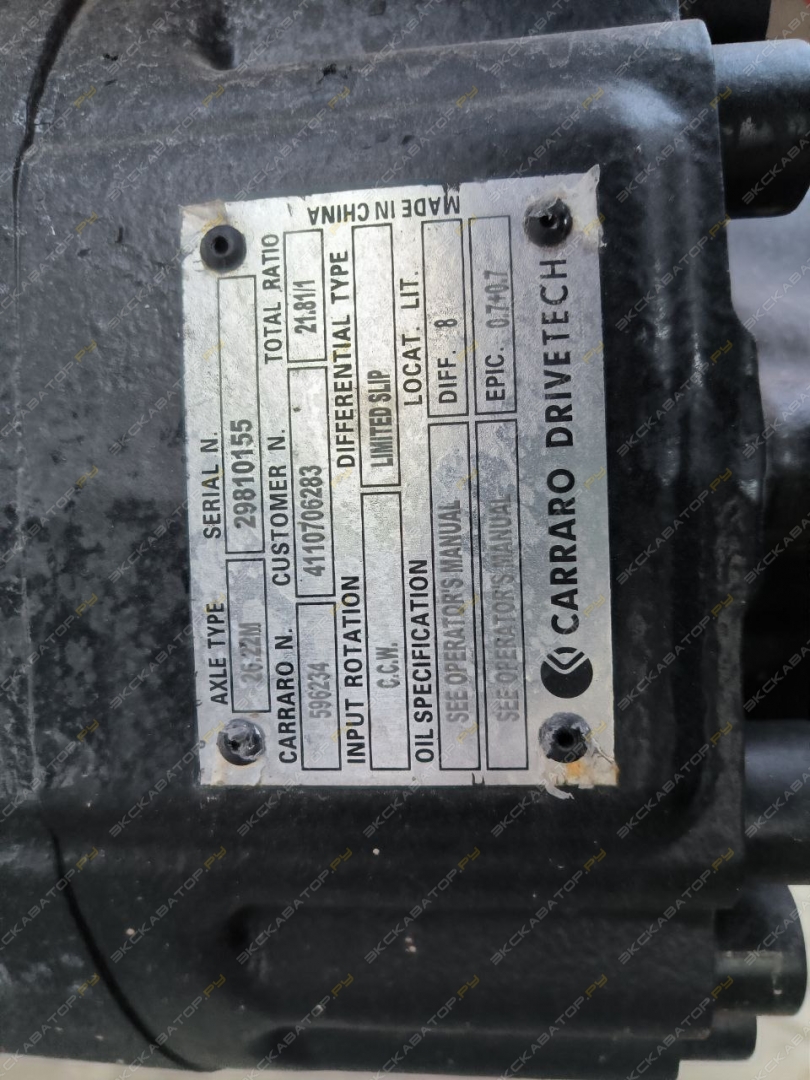 AXLE TYPE SERIAL N.
26.22M 29810155
CARRARO N. CUSTOMER N. TOTAL RATIO
596234 4110706283 21.81/1
INPUT ROTATION DIFFERENTIAL TYPE
C.C.W. LIMITED SLIP
OIL SPECIFICATION LOCAT. LIT.
SEE OPERATOR'S MANUAL DIFF. 8
SEE OPERATOR'S MANUAL EPIC. 0.7+0.7
CARRARO DRIVETECH
MADE IN CHINA
ЭКСКАВАТОР.РУ